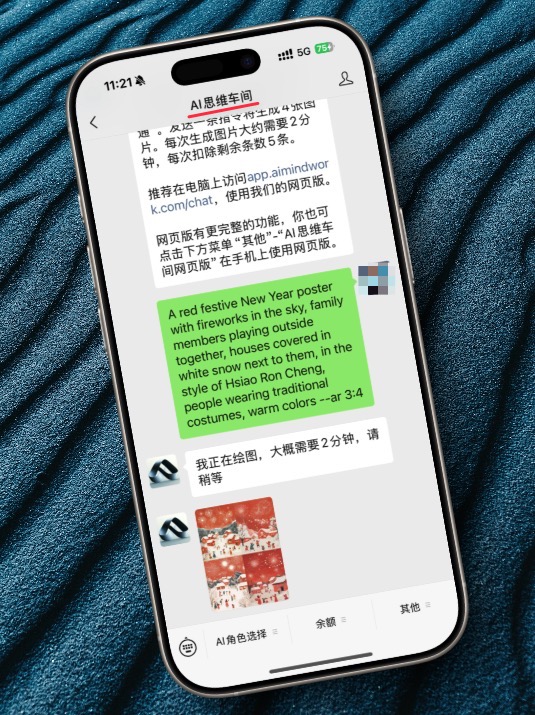 11:21
5G
75
AI思维车间
通”。发送一条指令将生成4张图
片。每次生成图片大约需要2分
钟，每次扣除剩余条数5条。
推荐在电脑上访问app.aimindwor
k.com/chat，使用我们的网页版。
网页版有更完整的功能，你也可
点击下方菜单“其他”-“AI思维车
间网页版”在手机上使用网页版。
A red festive New Year poster
with fireworks in the sky, family
members playing outside
together, houses covered in
white snow next to them, in the
style of Hsiao Ron Cheng,
people wearing traditional
costumes, warm colors --ar 3:4
我正在绘图，大概需要2分钟，请
稍等
AI角色选择
余额
其他